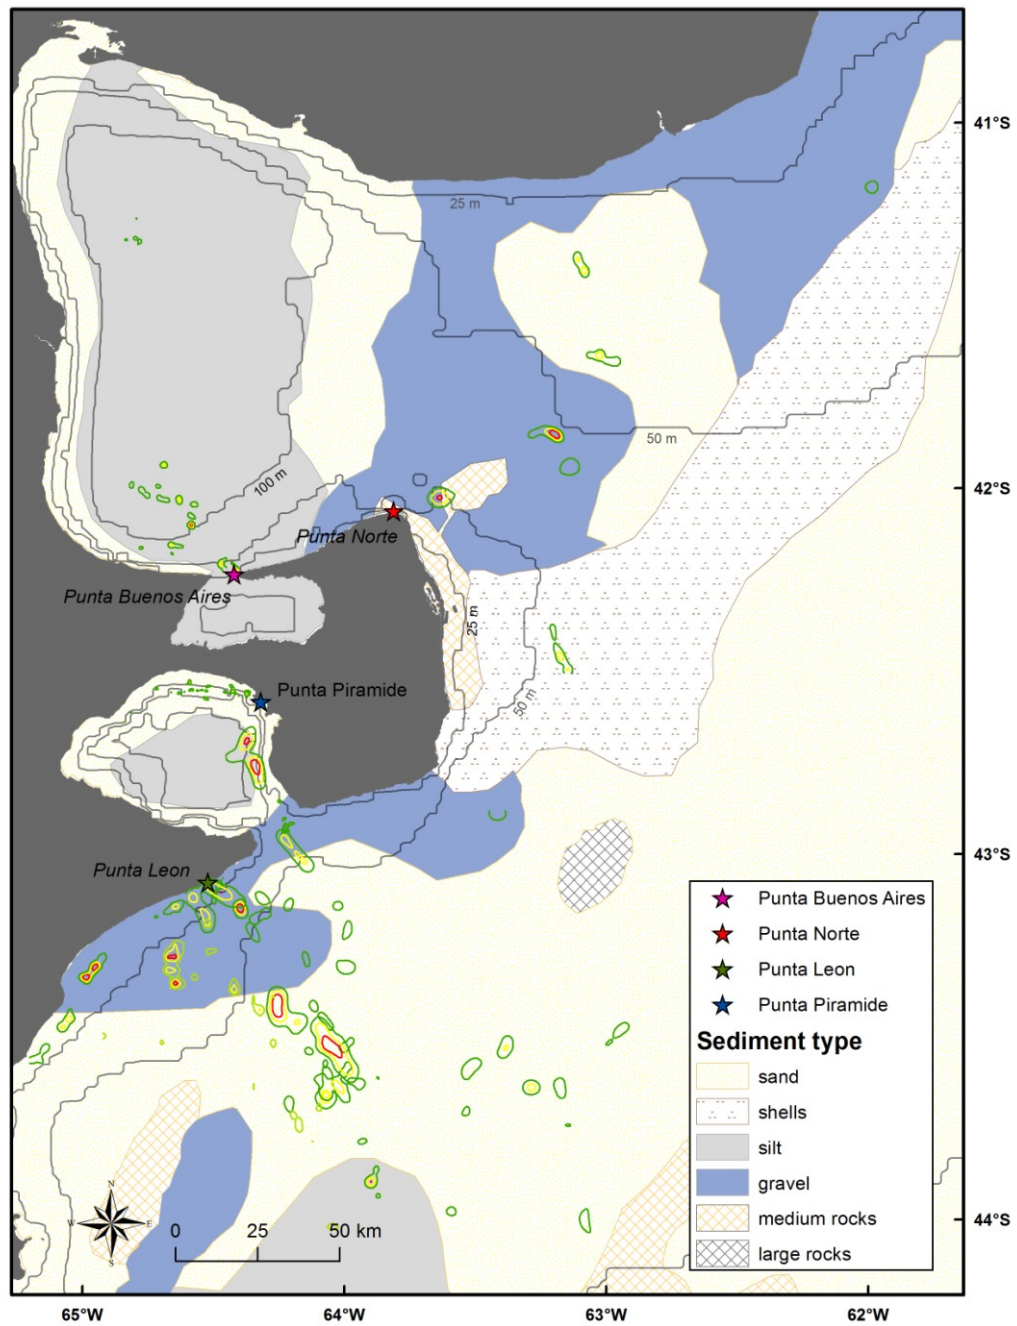 41°S
25 m
50 m
100 m
42°S
Punta Norte
Punta Buenos Aires
25 m
50 m
Punta Piramide
43°S
Punta Leon
Punta Buenos Aires
Punta Norte
Punta Leon
Punta Piramide
Sediment type
sand
shells
silt
gravel
medium rocks
large rocks
N
W
E
S
0 25 50 km
44°S
65°W 64°W 63°W 62°W